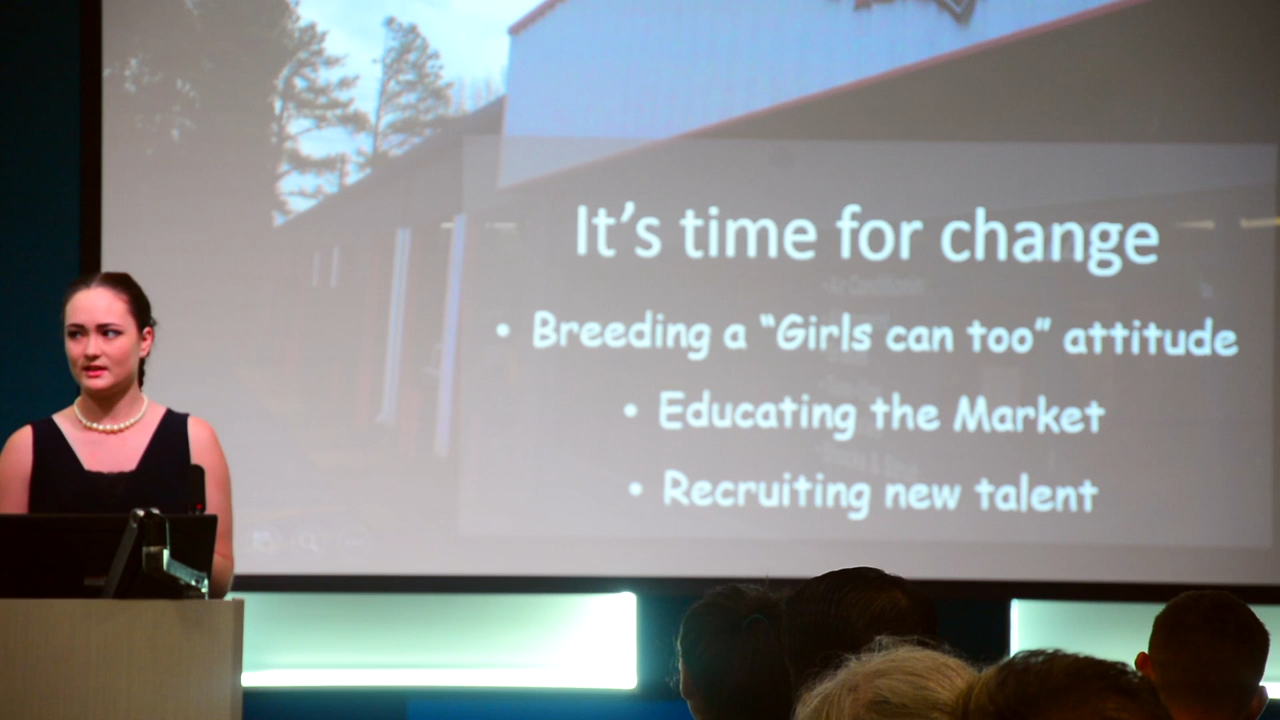 It's time for change
• Breeding a “Girls can too” attitude
• Educating the Market
• Recruiting new talent